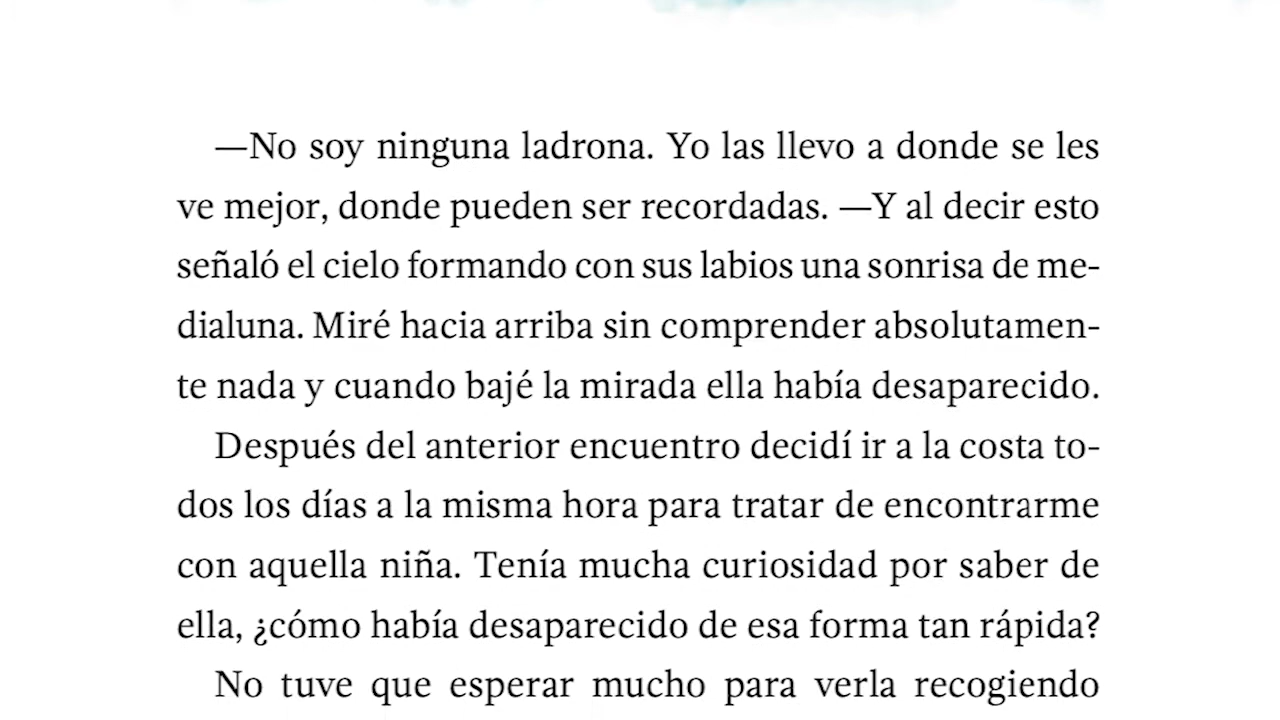 —No soy ninguna ladrona. Yo las llevo a donde se les
ve mejor, donde pueden ser recordadas. —Y al decir esto
señaló el cielo formando con sus labios una sonrisa de me-
dialuna. Miré hacia arriba sin comprender absolutamen-
te nada y cuando bajé la mirada ella había desaparecido.
Después del anterior encuentro decidí ir a la costa to-
dos los días a la misma hora para tratar de encontrarme
con aquella niña. Tenía mucha curiosidad por saber de
ella, ¿cómo había desaparecido de esa forma tan rápida?
No tuve que esperar mucho para verla recogiendo